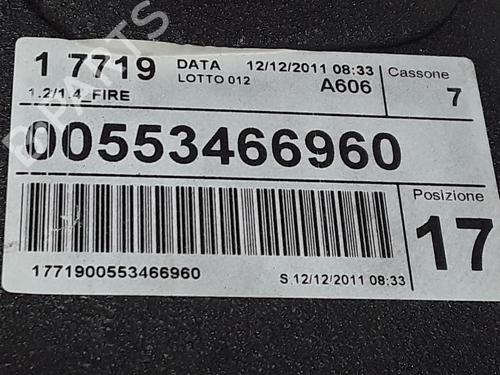 1 7719 DATA 12/12/2011 08:33 Cassone
LOTTO 012
1.2/1.4_FIRE A606 7
00553466960
Posizione
17
1771900553466960 S 12/12/2011 08:33
B-PARTS